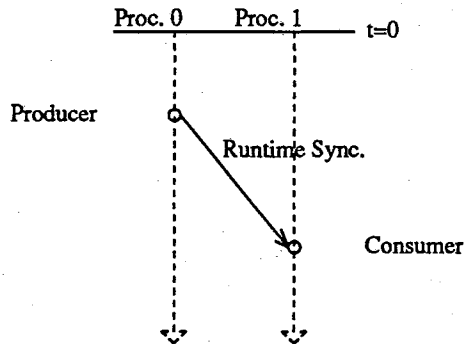 Proc. 0 Proc. 1
t=0
Producer
Runtime Sync.
Consumer